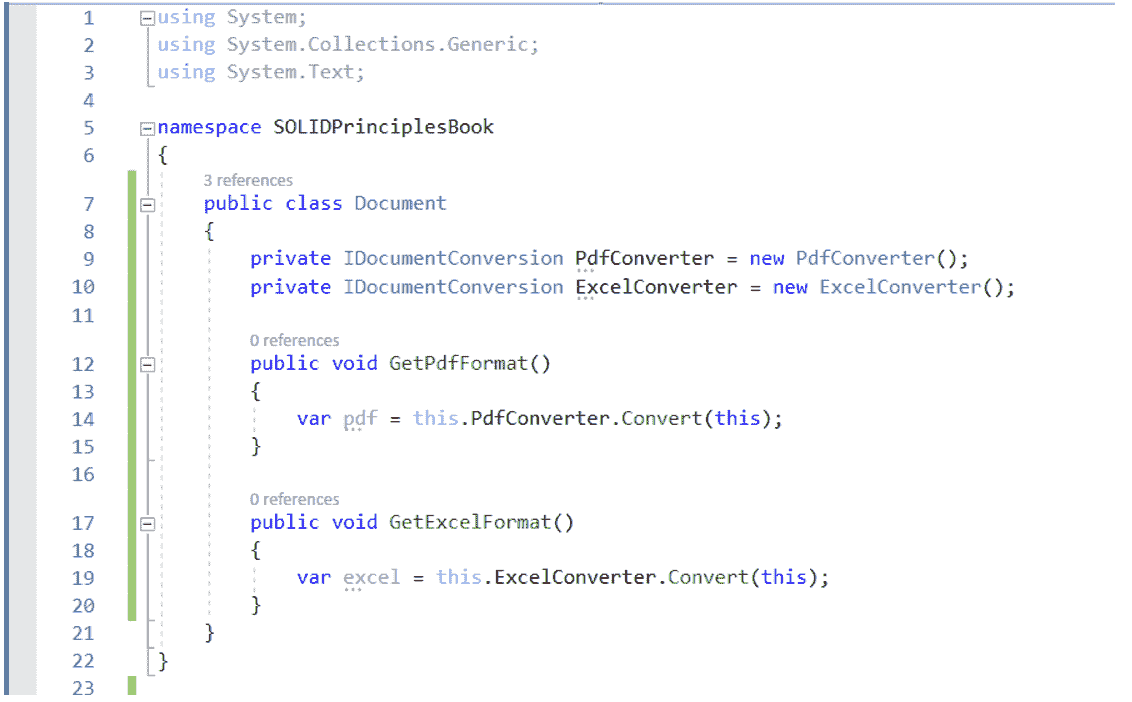 1 using System;
2 using System.Collections.Generic;
3 using System.Text;
4
5 namespace SOLIDPrinciplesBook
6 {
3 references
7 public class Document
8 {
9 private IDocumentConversion PdfConverter = new PdfConverter();
10 private IDocumentConversion ExcelConverter = new ExcelConverter();
11
0 references
12 public void GetPdfFormat()
13 {
14 var pdf = this.PdfConverter.Convert(this);
15 }
16
0 references
17 public void GetExcelFormat()
18 {
19 var excel = this.ExcelConverter.Convert(this);
20 }
21 }
22 }
23